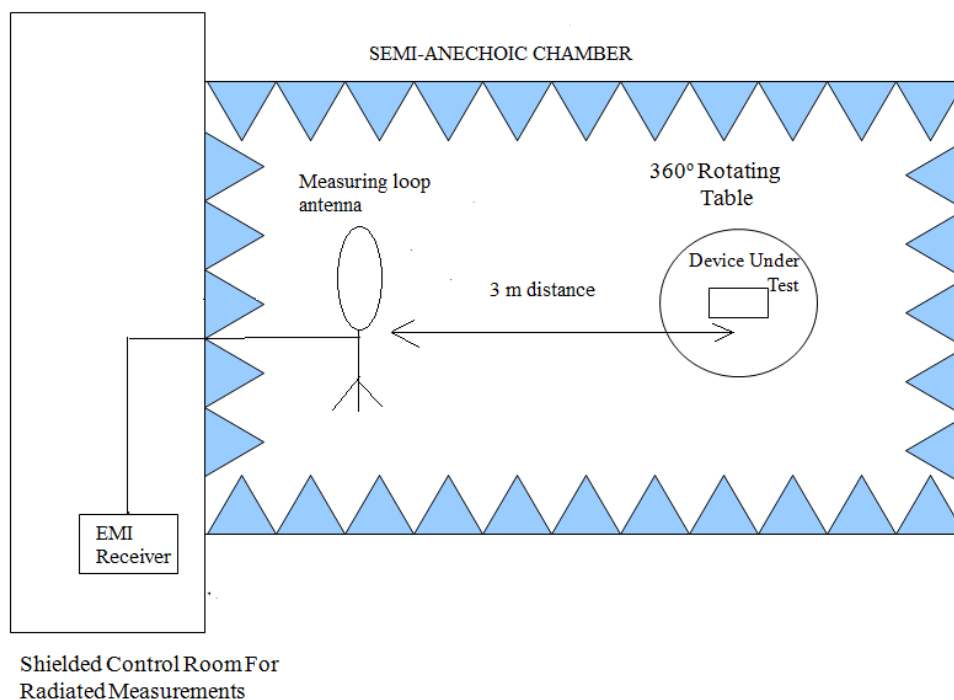 SEMI-ANECHOIC CHAMBER
Measuring loop
antenna
360º Rotating
Table
Device Under
Test
3 m distance
EMI
Receiver
Shielded Control Room For
Radiated Measurements